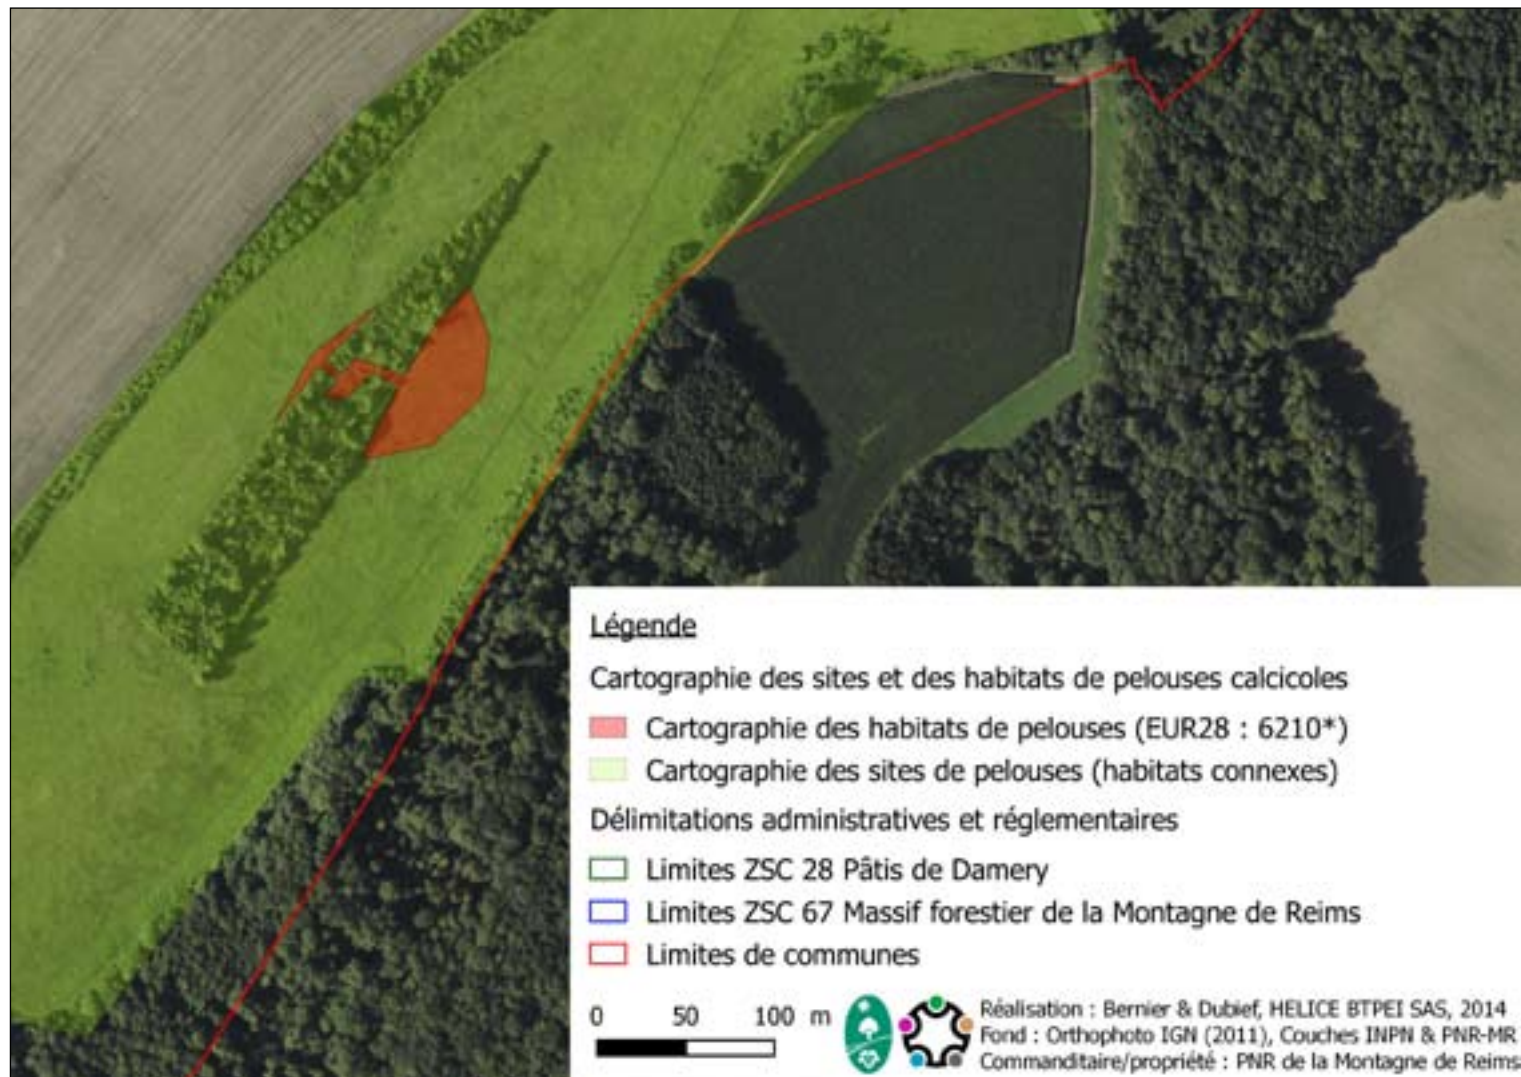 Légende
Cartographie des sites et des habitats de pelouses calcicoles
Cartographie des habitats de pelouses (EUR28 : 6210*)
Cartographie des sites de pelouses (habitats connexes)
Délimitations administratives et réglementaires
Limites ZSC 28 Pâtis de Damery
Limites ZSC 67 Massif forestier de la Montagne de Reims
Limites de communes
0 50 100 m
Réalisation : Bernier & Dubief, HELICE BTPEI SAS, 2014
Fond : Orthophoto IGN (2011), Couches INPN & PNR-MR
Commanditaire/propriété : PNR de la Montagne de Reims